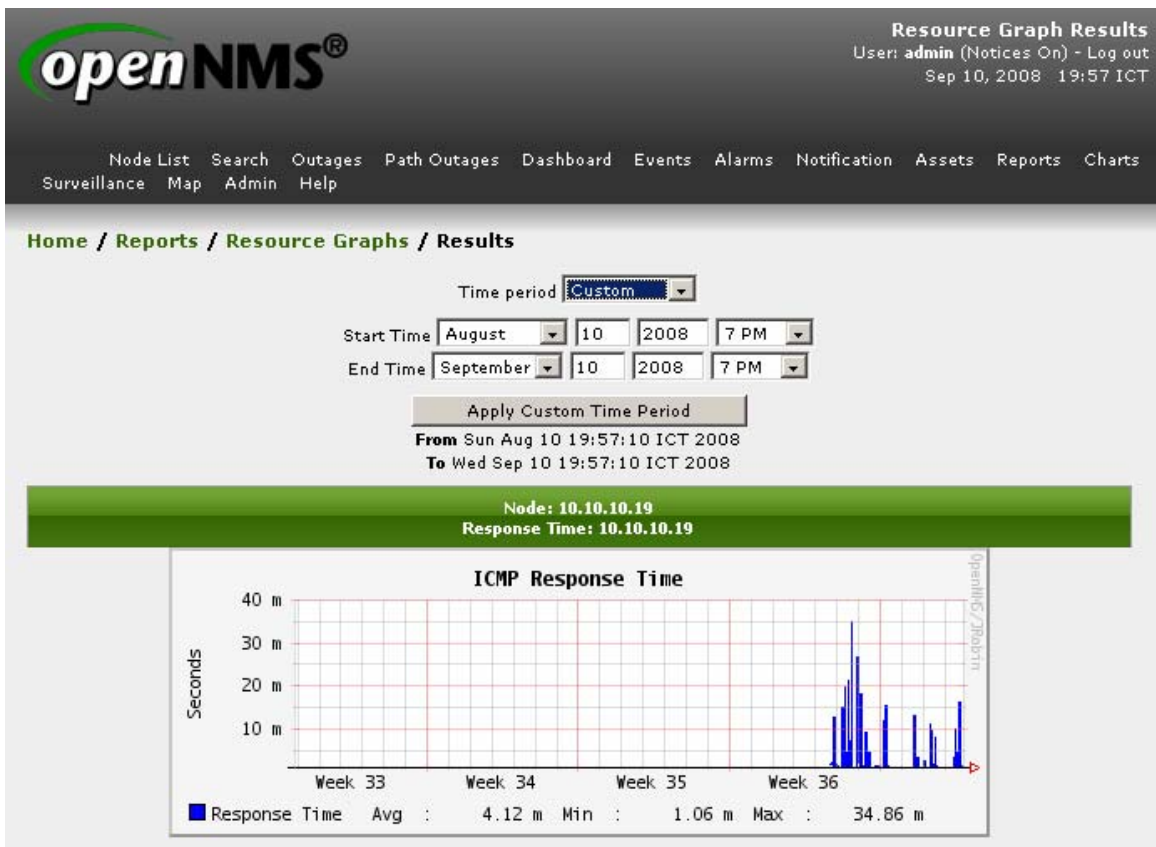 openNMS®
Resource Graph Results
User: admin (Notices On) - Log out
Sep 10, 2008 19:57 ICT
Node List Search Outages Path Outages Dashboard Events Alarms Notification Assets Reports Charts
Surveillance Map Admin Help
Home / Reports / Resource Graphs / Results
Time period Custom
Start Time August 10 2008 7 PM
End Time September 10 2008 7 PM
Apply Custom Time Period
From Sun Aug 10 19:57:10 ICT 2008
To Wed Sep 10 19:57:10 ICT 2008
Node: 10.10.10.19
Response Time: 10.10.10.19
ICMP Response Time
OpenNMS/JRobin
Seconds
40 m
30 m
20 m
10 m
Week 33 Week 34 Week 35 Week 36
Response Time Avg : 4.12 m Min : 1.06 m Max : 34.86 m